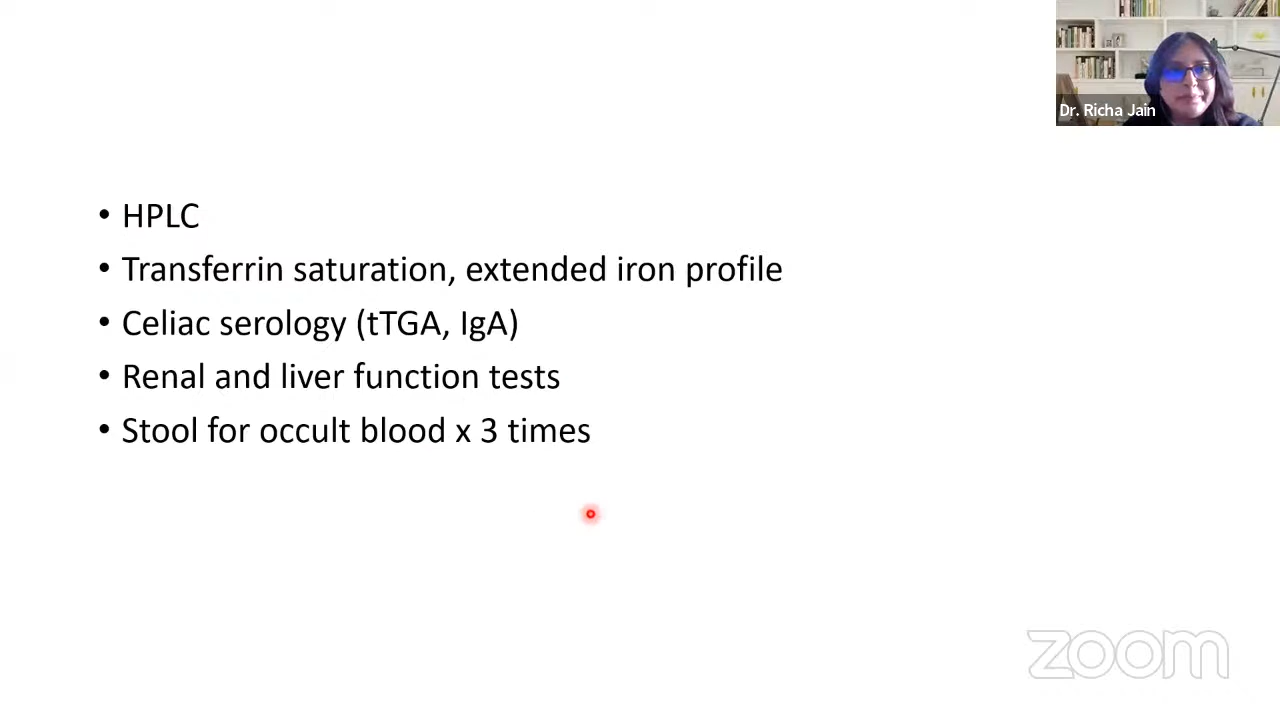 Dr. Richa Jain
• HPLC
• Transferrin saturation, extended iron profile
• Celiac serology (tTGA, IgA)
• Renal and liver function tests
• Stool for occult blood x 3 times
zoom